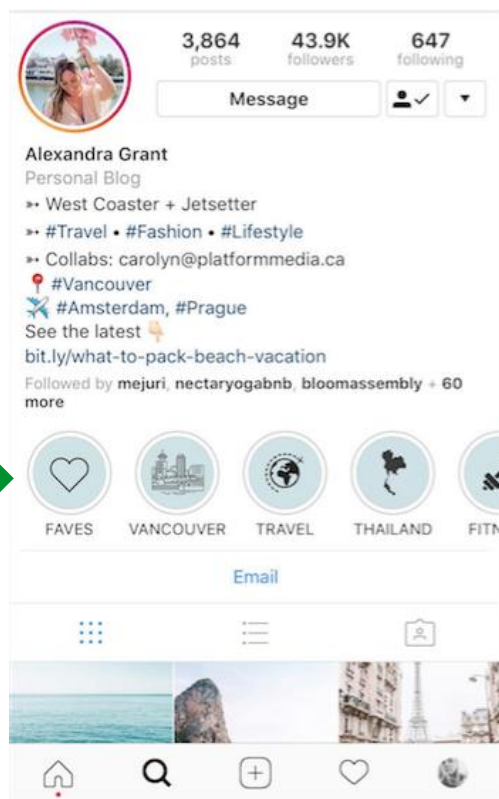 3,864 43.9K 647
posts followers following
Message
Alexandra Grant
Personal Blog
➳ West Coaster + Jetsetter
➳ #Travel • #Fashion • #Lifestyle
➳ Collabs: carolyn@platformmedia.ca
📍 #Vancouver
✈️ #Amsterdam, #Prague
See the latest 👇🏻
bit.ly/what-to-pack-beach-vacation
Followed by mejuri, nectaryogabnb, bloomassembly + 60
more
FAVES VANCOUVER TRAVEL THAILAND FITN
Email